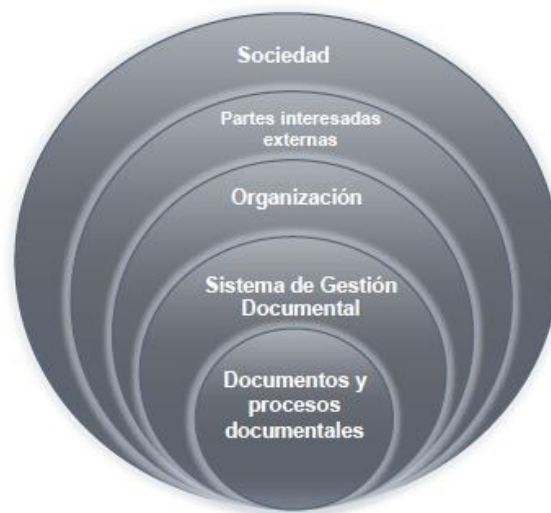 Sociedad
Partes interesadas
externas
Organización
Sistema de Gestión
Documental
Documentos y
procesos
documentales